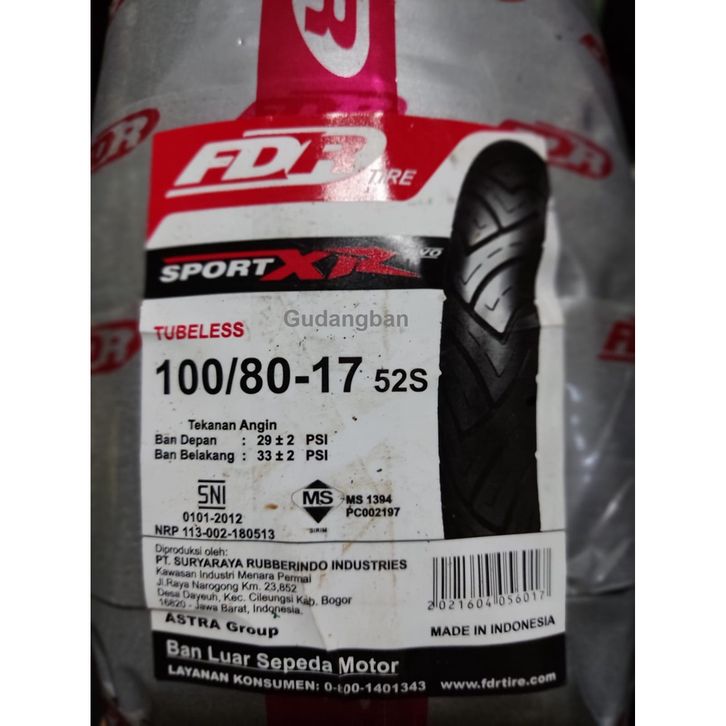 R
FDR
FDR
FDR TIRE
SPORT XR EVO
Gudangban
TUBELESS
100/80-17 52S
Tekanan Angin
Ban Depan : 29 ± 2 PSI
Ban Belakang : 33 ± 2 PSI
SNI
0101-2012
NRP 113-002-180513
MS
SIRIM
MS 1394
PC002197
Diproduksi oleh:
PT. SURYARAYA RUBBERINDO INDUSTRIES
Kawasan Industri Menara Permai
Jl.Raya Narogong Km. 23,852
Desa Dayeuh, Kec. Cileungsi Kab. Bogor
16820 - Jawa Barat, Indonesia.
ASTRA Group
2021604056017
MADE IN INDONESIA
Ban Luar Sepeda Motor
LAYANAN KONSUMEN: 0-800-1401343
www.fdrtire.com